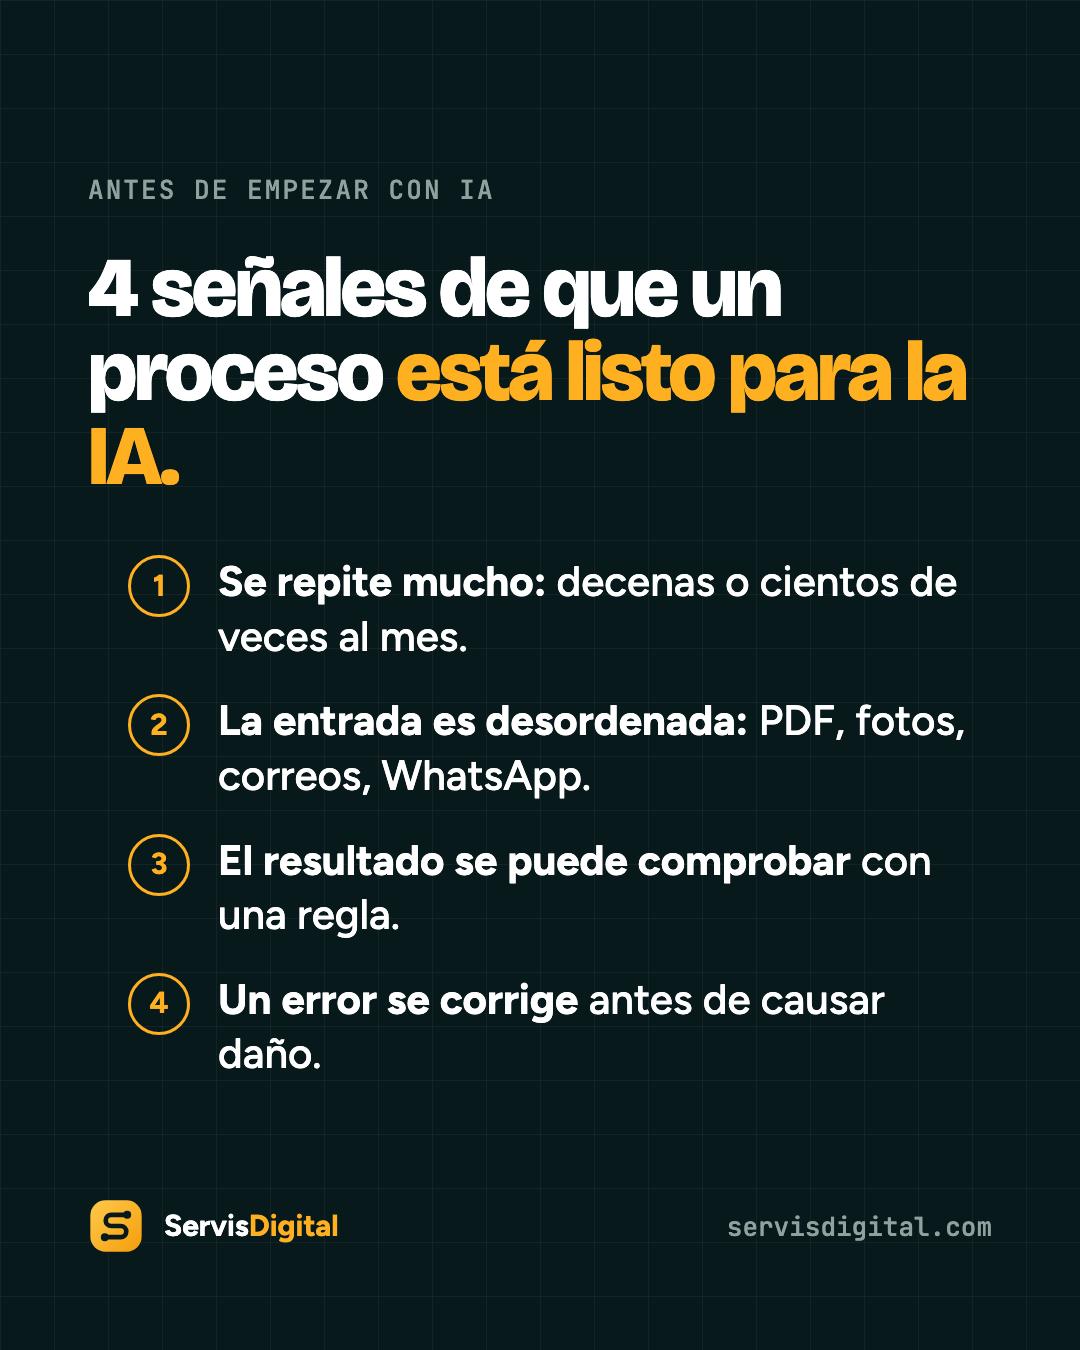 ANTES DE EMPEZAR CON IA
4 señales de que un
proceso está listo para la
IA.
1 Se repite mucho: decenas o cientos de
veces al mes.
2 La entrada es desordenada: PDF, fotos,
correos, WhatsApp.
3 El resultado se puede comprobar con
una regla.
4 Un error se corrige antes de causar
daño.
S ServisDigital servisdigital.com